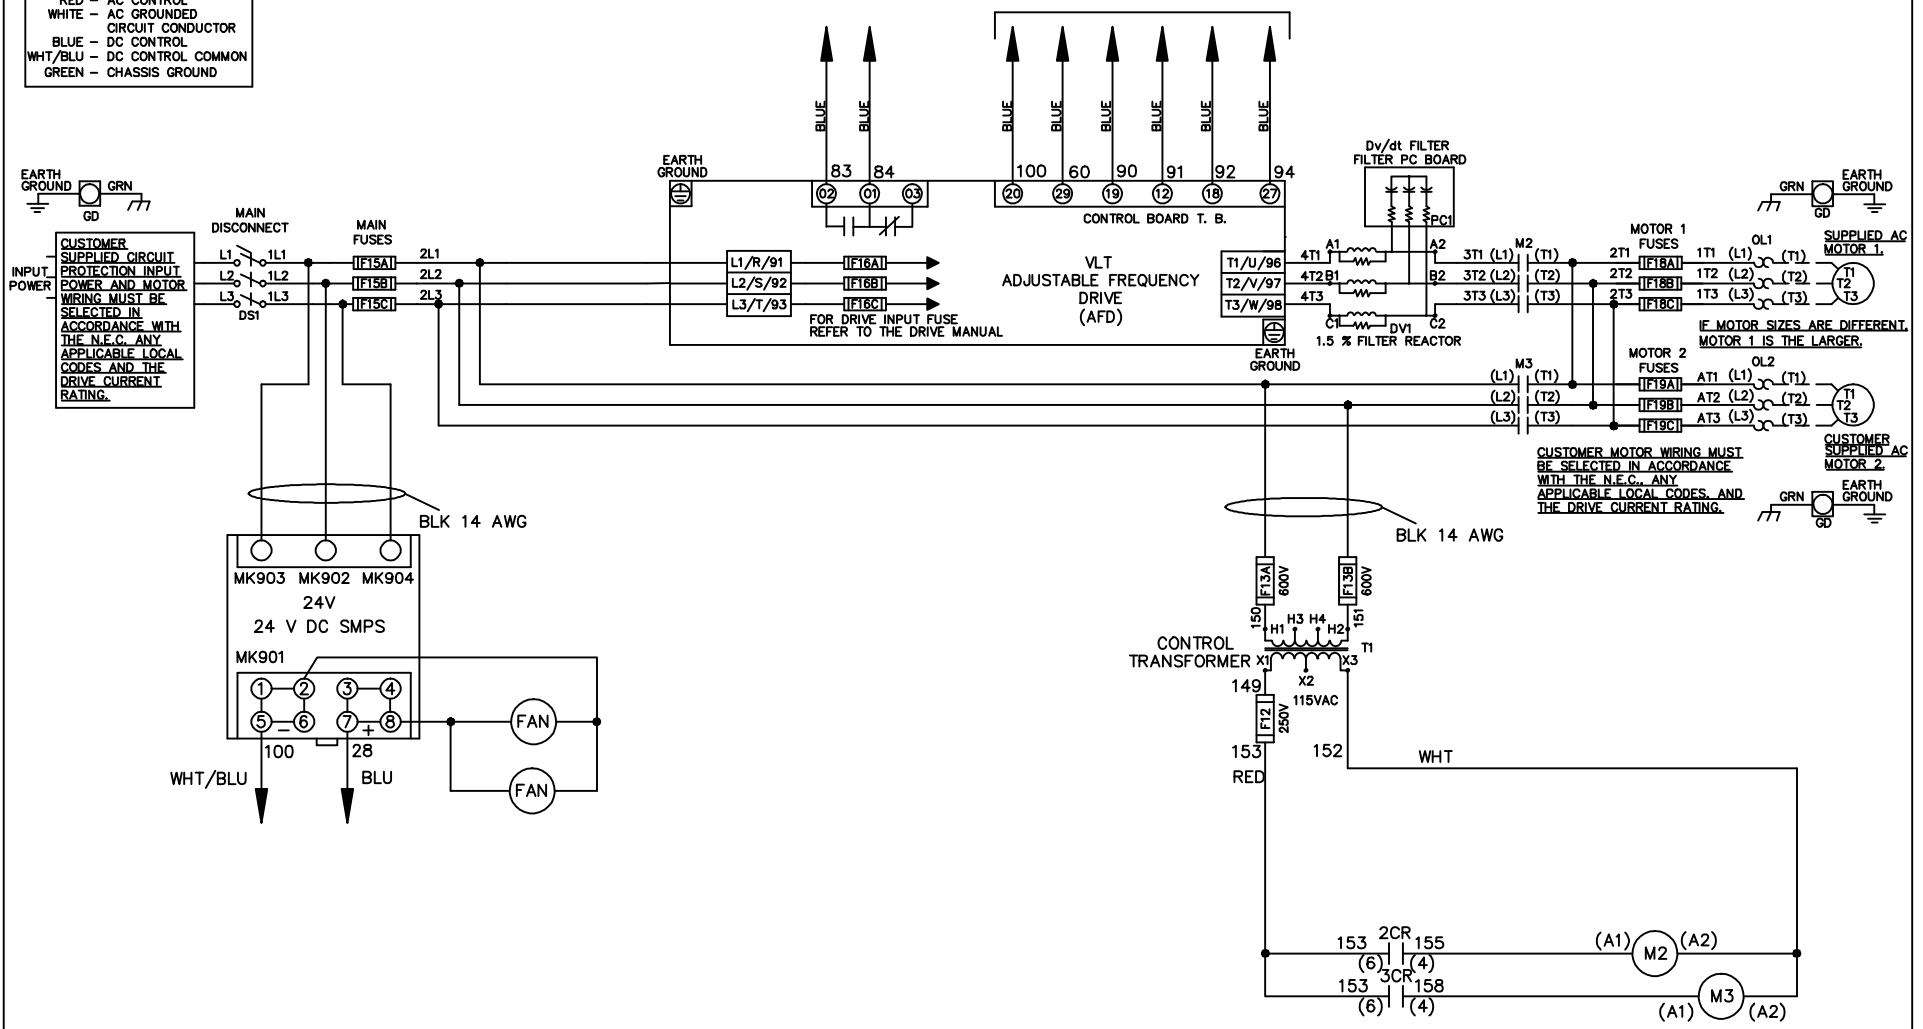 RED - AC CONTROL
WHITE - AC GROUNDED
CIRCUIT CONDUCTOR
BLUE - DC CONTROL
WHT/BLU - DC CONTROL COMMON
GREEN - CHASSIS GROUND
BLUE
BLUE
BLUE
BLUE
BLUE
BLUE
BLUE
BLUE
EARTH
GROUND
GRN
GD
EARTH
GROUND
83
84
02
01
03
100
60
90
91
92
94
20
29
19
12
18
27
CONTROL BOARD T. B.
Dv/dt FILTER
FILTER PC BOARD
PC1
GRN
EARTH
GROUND
GD
INPUT
POWER
CUSTOMER
SUPPLIED CIRCUIT
PROTECTION INPUT
POWER AND MOTOR
WIRING MUST BE
SELECTED IN
ACCORDANCE WITH
THE N.E.C. ANY
APPLICABLE LOCAL
CODES AND THE
DRIVE CURRENT
RATING.
MAIN
DISCONNECT
L1
1L1
L2
1L2
L3
1L3
DS1
MAIN
FUSES
F15A
F15B
F15C
2L1
2L2
2L3
L1/R/91
L2/S/92
L3/T/93
F16A
F16B
F16C
FOR DRIVE INPUT FUSE
REFER TO THE DRIVE MANUAL
VLT
ADJUSTABLE FREQUENCY
DRIVE
(AFD)
T1/U/96
T2/V/97
T3/W/98
EARTH
GROUND
4T1
4T2
4T3
A1
A2
B1
B2
C1
C2
DV1
1.5 % FILTER REACTOR
M2
3T1 (L1) (T1)
3T2 (L2) (T2)
3T3 (L3) (T3)
MOTOR 1
FUSES
2T1
2T2
2T3
F18A
F18B
F18C
OL1
1T1 (L1) (T1)
1T2 (L2) (T2)
1T3 (L3) (T3)
T1
T2
T3
SUPPLIED AC
MOTOR 1.
IF MOTOR SIZES ARE DIFFERENT,
MOTOR 1 IS THE LARGER.
M3
(L1) (T1)
(L2) (T2)
(L3) (T3)
MOTOR 2
FUSES
F19A
F19B
F19C
OL2
AT1 (L1) (T1)
AT2 (L2) (T2)
AT3 (L3) (T3)
T1
T2
T3
CUSTOMER
SUPPLIED AC
MOTOR 2.
CUSTOMER MOTOR WIRING MUST
BE SELECTED IN ACCORDANCE
WITH THE N.E.C., ANY
APPLICABLE LOCAL CODES, AND
THE DRIVE CURRENT RATING.
GRN
EARTH
GROUND
GD
BLK 14 AWG
BLK 14 AWG
MK903 MK902 MK904
24V
24 V DC SMPS
MK901
1
2
3
4
5
6
7
8
-
+
100
28
WHT/BLU
BLU
FAN
FAN
F13A
600V
F13B
600V
150
151
H1 H3 H4 H2
T1
CONTROL
TRANSFORMER
X1
X2
X3
149
115VAC
F12
250V
153
152
RED
WHT
153
2CR
155
(6)
(4)
(A1)
M2
(A2)
153
3CR
158
(6)
(4)
(A1)
M3
(A2)